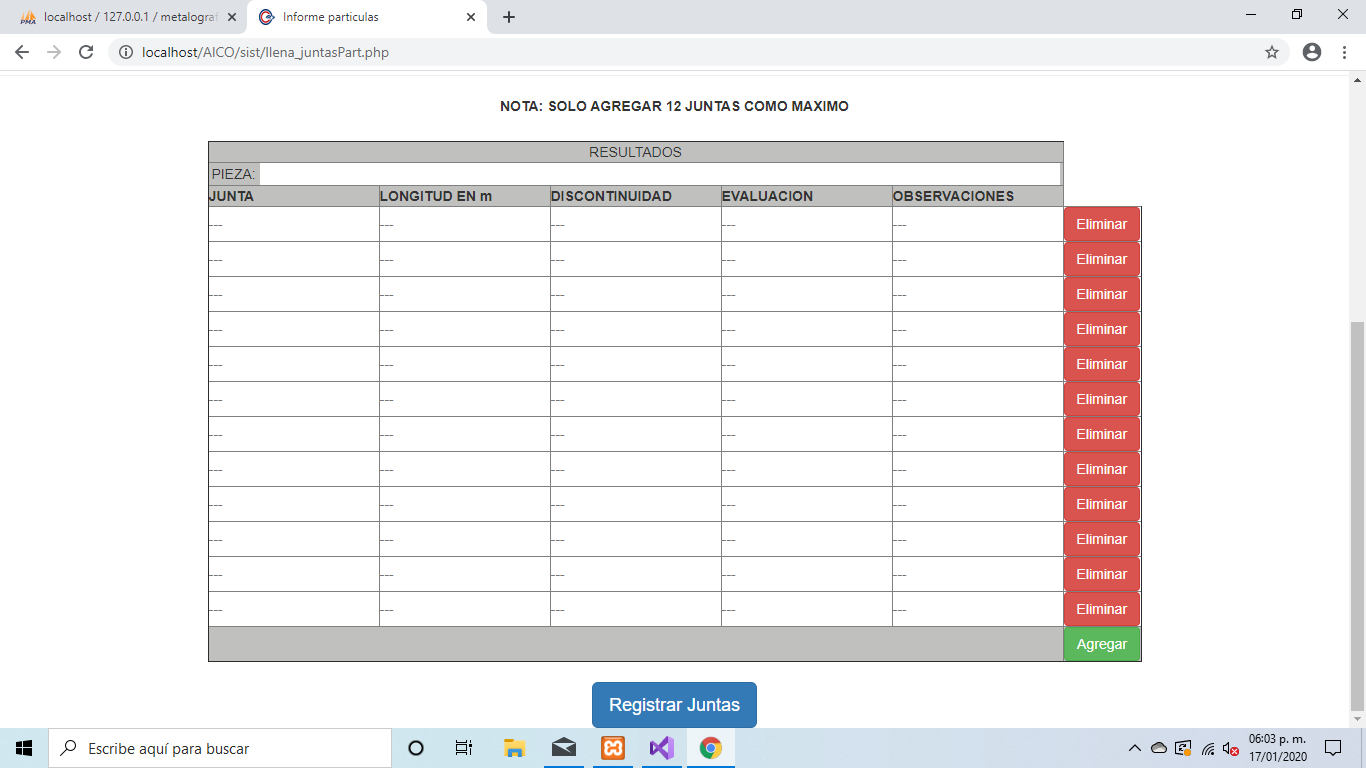 localhost / 127.0.0.1 / metalograf
Informe particulas
localhost/AICO/sist/llena_juntasPart.php
NOTA: SOLO AGREGAR 12 JUNTAS COMO MAXIMO
RESULTADOS
PIEZA:
JUNTA LONGITUD EN m DISCONTINUIDAD EVALUACION OBSERVACIONES
--- --- --- --- --- Eliminar
--- --- --- --- --- Eliminar
--- --- --- --- --- Eliminar
--- --- --- --- --- Eliminar
--- --- --- --- --- Eliminar
--- --- --- --- --- Eliminar
--- --- --- --- --- Eliminar
--- --- --- --- --- Eliminar
--- --- --- --- --- Eliminar
--- --- --- --- --- Eliminar
--- --- --- --- --- Eliminar
--- --- --- --- --- Eliminar
Agregar
Registrar Juntas
Escribe aquí para buscar
06:03 p. m.
17/01/2020